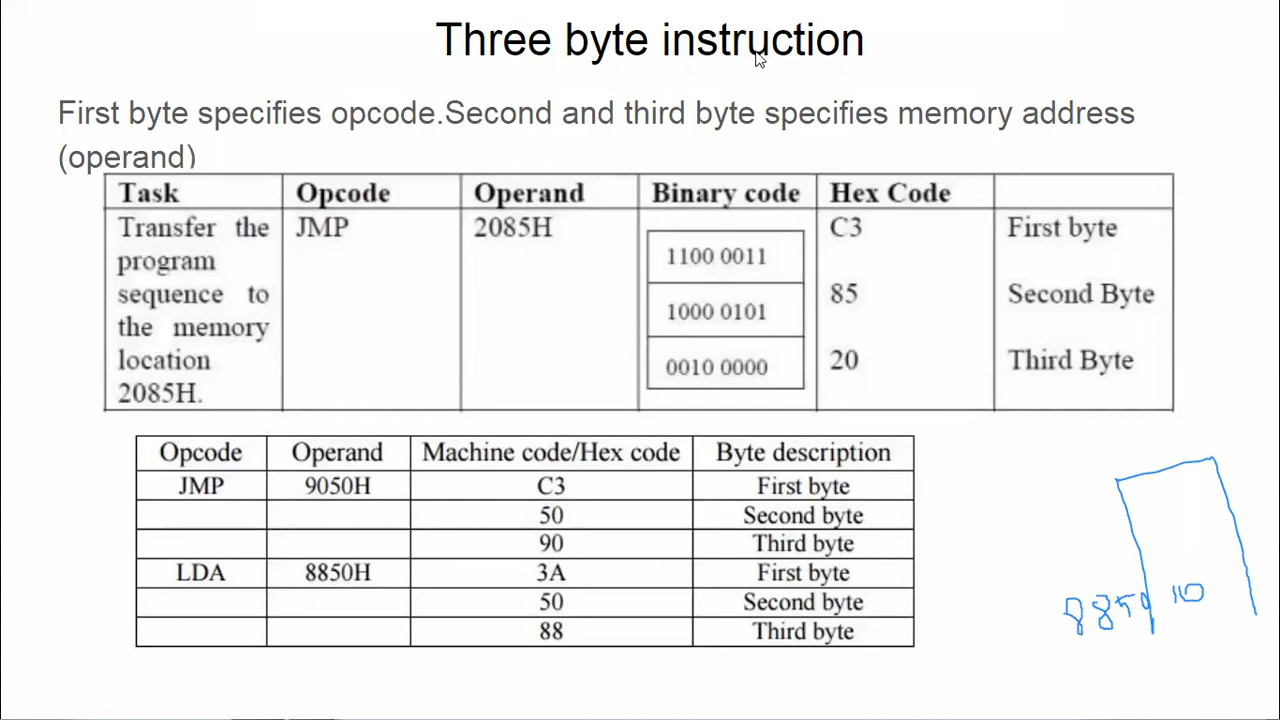 Three byte instruction
First byte specifies opcode.Second and third byte specifies memory address
(operand)
Task Opcode Operand Binary code Hex Code
Transfer the JMP 2085H 1100 0011 C3 First byte
program
sequence to 1000 0101 85 Second Byte
the memory
location 0010 0000 20 Third Byte
2085H.
Opcode Operand Machine code/Hex code Byte description
JMP 9050H C3 First byte
50 Second byte
90 Third byte
LDA 8850H 3A First byte
50 Second byte
88 Third byte
8850 10